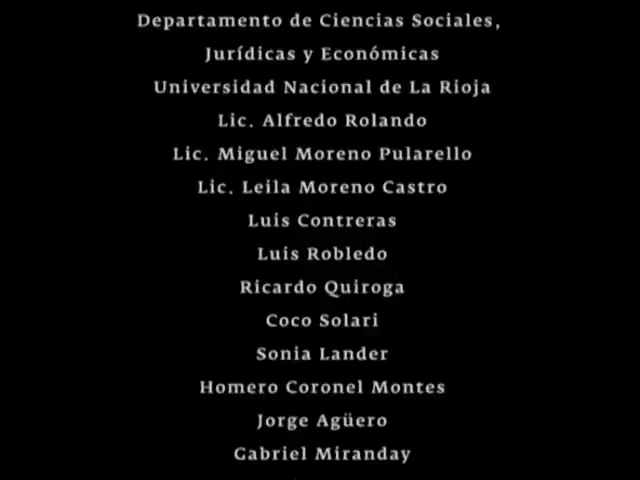 Departamento de Ciencias Sociales,
Jurídicas y Económicas
Universidad Nacional de La Rioja
Lic. Alfredo Rolando
Lic. Miguel Moreno Pularello
Lic. Leila Moreno Castro
Luis Contreras
Luis Robledo
Ricardo Quiroga
Coco Solari
Sonia Lander
Homero Coronel Montes
Jorge Agüero
Gabriel Miranday